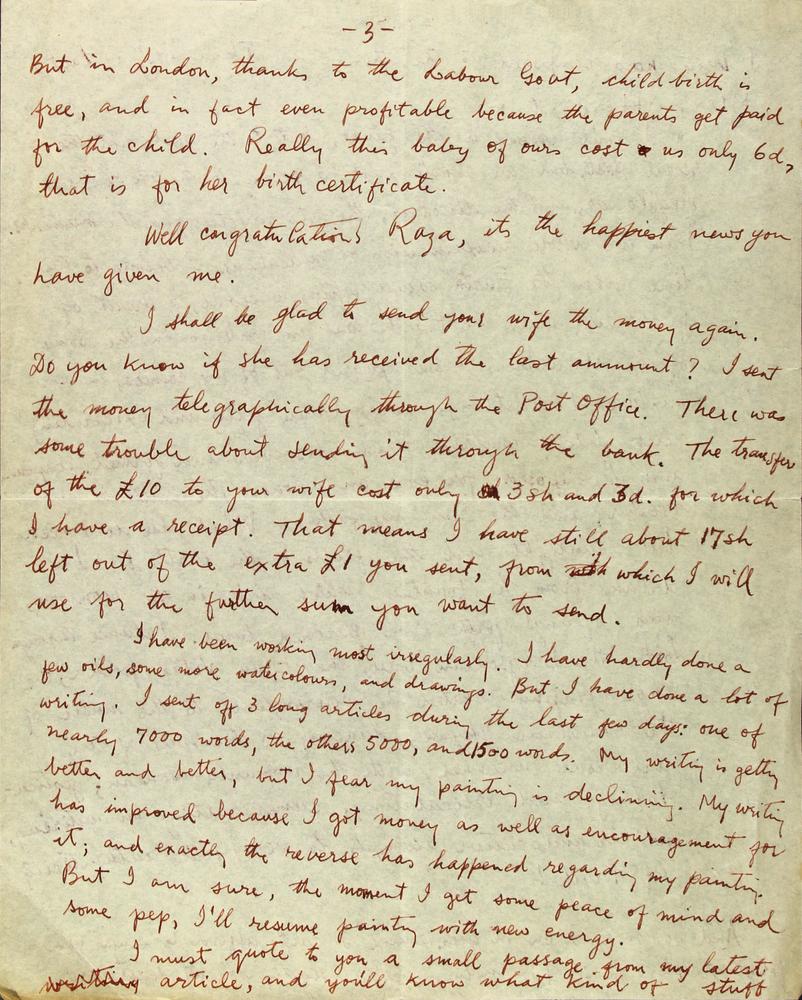 -3-
But in London, thanks to the Labour Govt, childbirth is
free, and in fact even profitable because the parents get paid
for the child. Really this baby of ours cost us only 6d,
that is for her birth certificate.
Well congratulations Raza, its the happiest news you
have given me.
I shall be glad to send your wife the money again.
Do you know if she has received the last ammount? I sent
the money telegraphically through the Post Office. There was
some trouble about sending it through the bank. The transfer
of the £10 to your wife cost only 3sh and 3d. for which
I have a receipt. That means I have still about 17sh
left out of the extra £1 you sent, from which I will
use for the further sum you want to send.
I have been working most irregularly. I have hardly done a
few oils, some more watercolours, and drawings. But I have done a lot of
writing. I sent off 3 long articles during the last few days: one of
nearly 7000 words, the others 5000, and 1500 words. My writing is getting
better and better, but I fear my painting is declining. My writing
has improved because I got money as well as encouragement for
it; and exactly the reverse has happened regarding my painting.
But I am sure, the moment I get some peace of mind and
some pep, I'll resume painting with new energy.
I must quote to you a small passage from my latest
article, and you'll know what kind of stuff